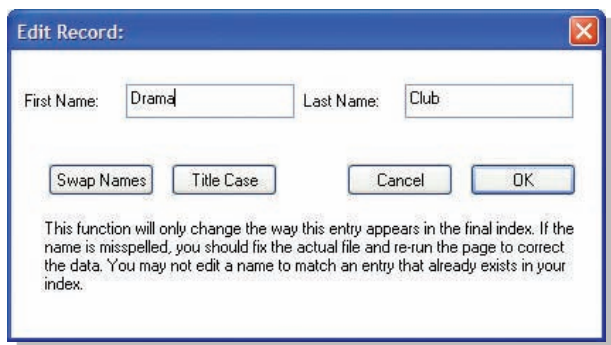 Edit Record:
First Name: Drama Last Name: Club
Swap Names Title Case Cancel OK
This function will only change the way this entry appears in the final index. If the
name is misspelled, you should fix the actual file and re-run the page to correct
the data. You may not edit a name to match an entry that already exists in your
index.